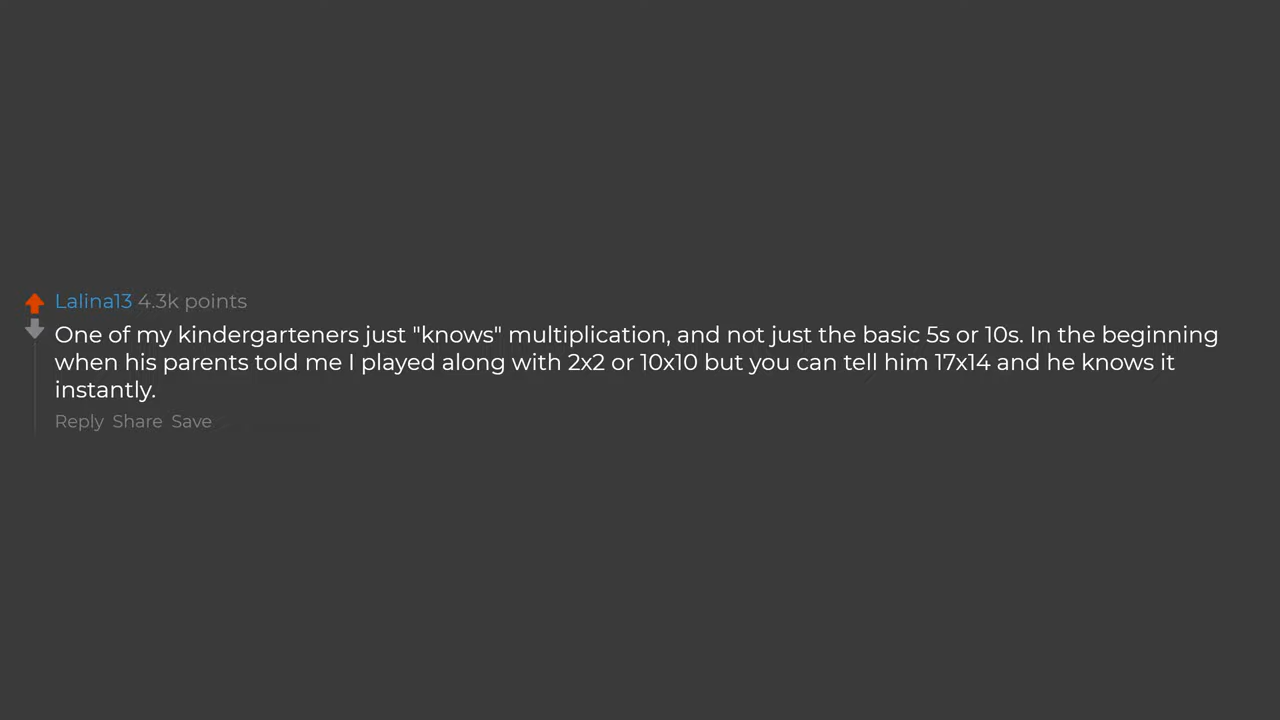 Lalina13 4.3k points
One of my kindergarteners just "knows" multiplication, and not just the basic 5s or 10s. In the beginning
when his parents told me I played along with 2x2 or 10x10 but you can tell him 17x14 and he knows it
instantly.
Reply Share Save